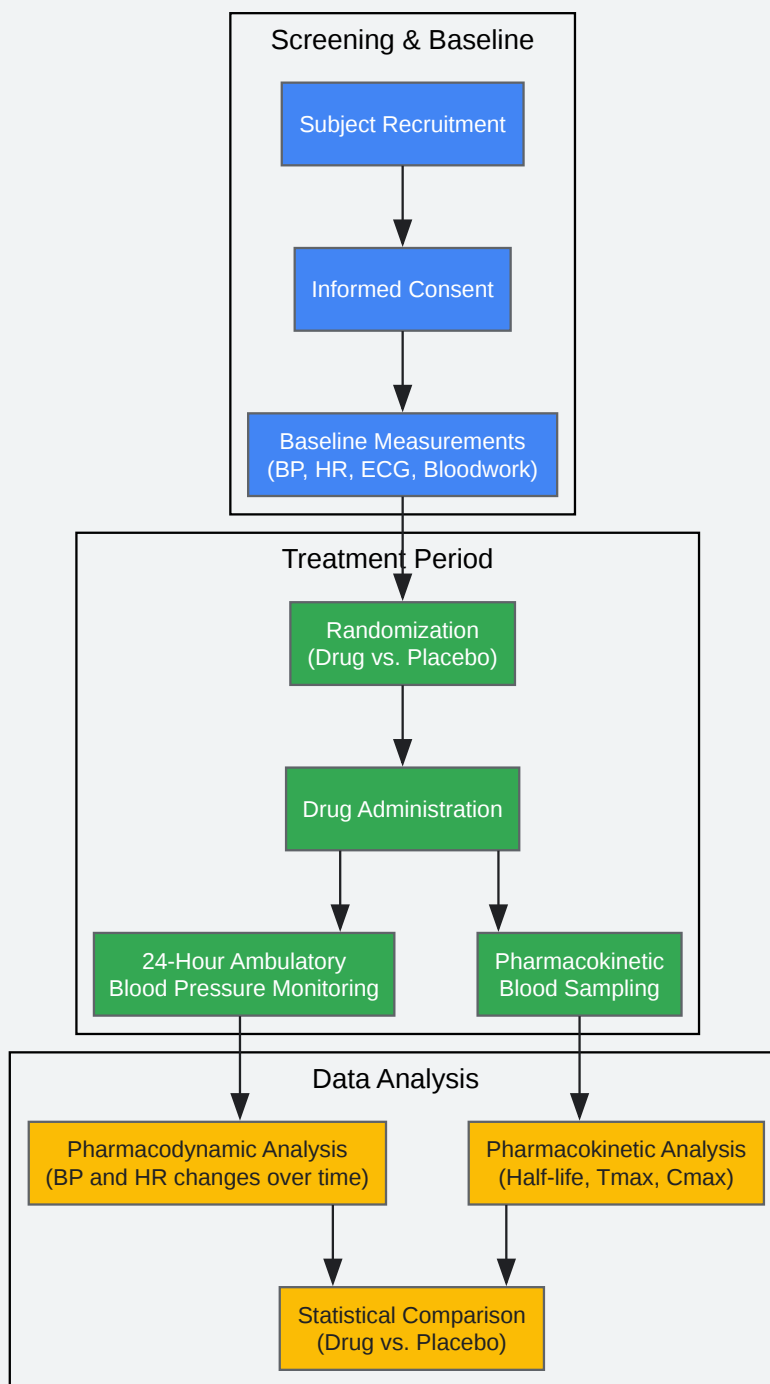 Screening & Baseline
Subject Recruitment
Informed Consent
Baseline Measurements
(BP, HR, ECG, Bloodwork)
Treatment Period
Randomization
(Drug vs. Placebo)
Drug Administration
24-Hour Ambulatory
Blood Pressure Monitoring
Pharmacokinetic
Blood Sampling
Data Analysis
Pharmacodynamic Analysis
(BP and HR changes over time)
Pharmacokinetic Analysis
(Half-life, Tmax, Cmax)
Statistical Comparison
(Drug vs. Placebo)